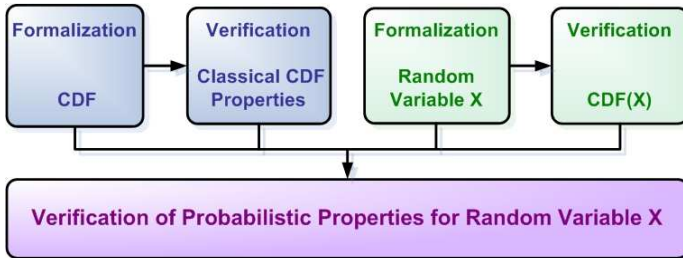 Formalization
CDF
Verification
Classical CDF
Properties
Formalization
Random
Variable X
Verification
CDF(X)
Verification of Probabilistic Properties for Random Variable X